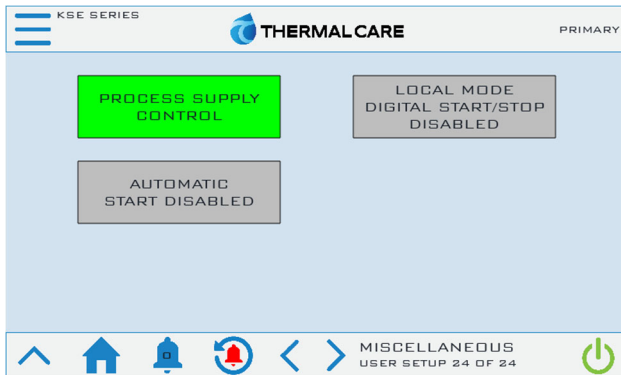 KSE SERIES
THERMALCARE
PRIMARY
PROCESS SUPPLY
CONTROL
LOCAL MODE
DIGITAL START/STOP
DISABLED
AUTOMATIC
START DISABLED
0
MISCELLANEOUS
USER SETUP 24 OF 24